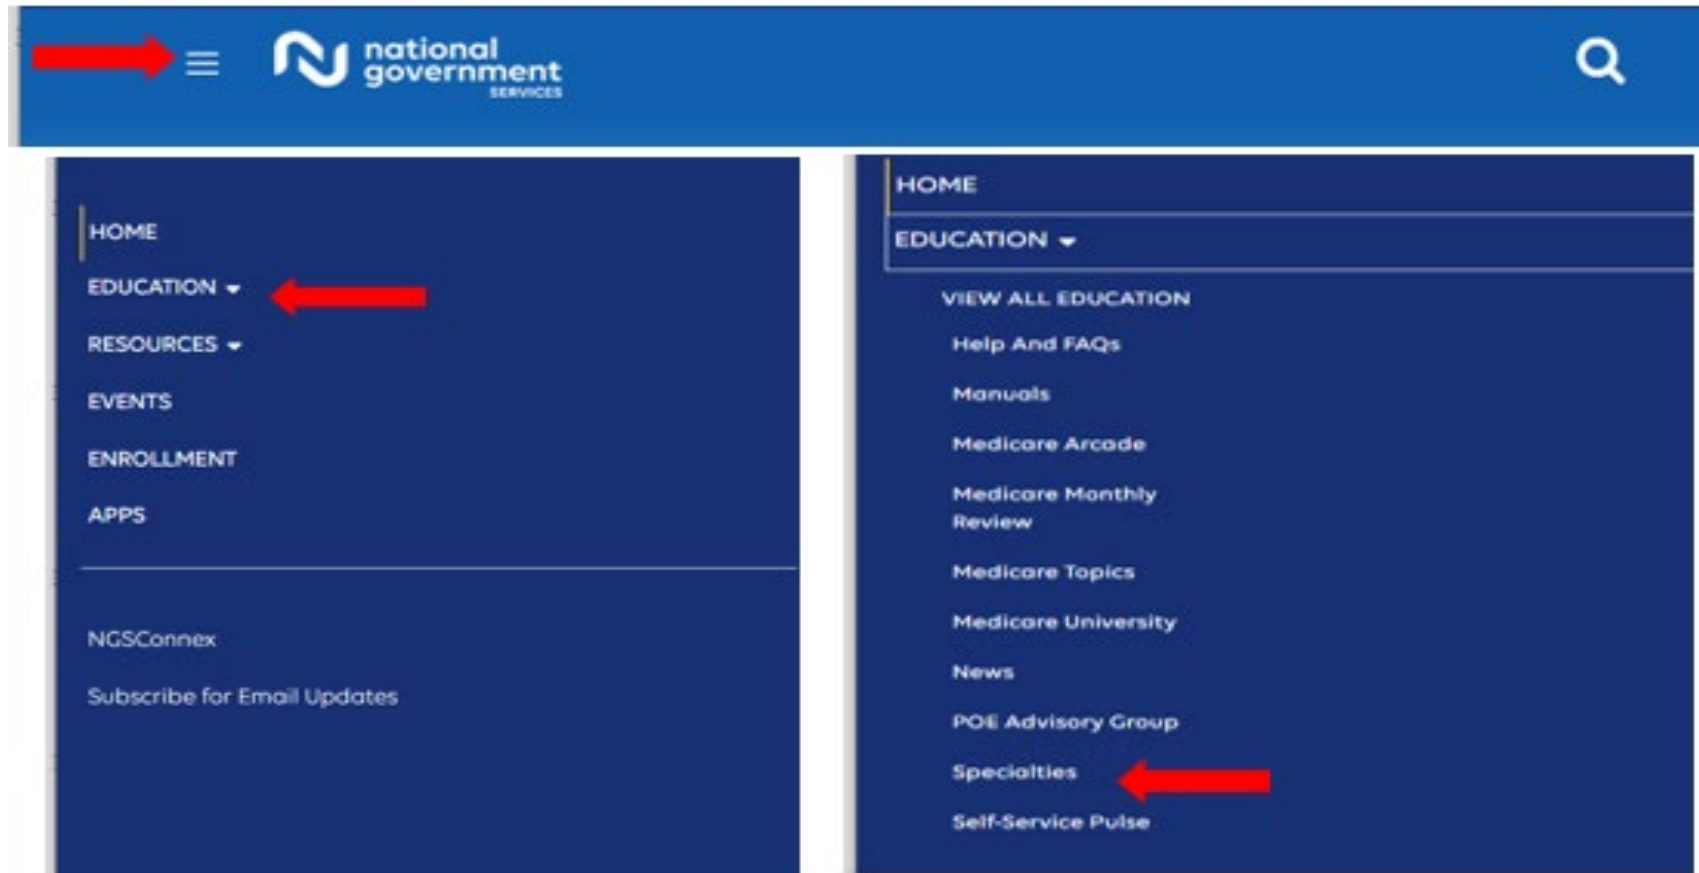 national
government
SERVICES
HOME
EDUCATION
RESOURCES
EVENTS
ENROLLMENT
APPS
NGSConnex
Subscribe for Email Updates
HOME
EDUCATION
VIEW ALL EDUCATION
Help And FAQs
Manuals
Medicare Arcade
Medicare Monthly
Review
Medicare Topics
Medicare University
News
POE Advisory Group
Specialties
Self-Service Pulse